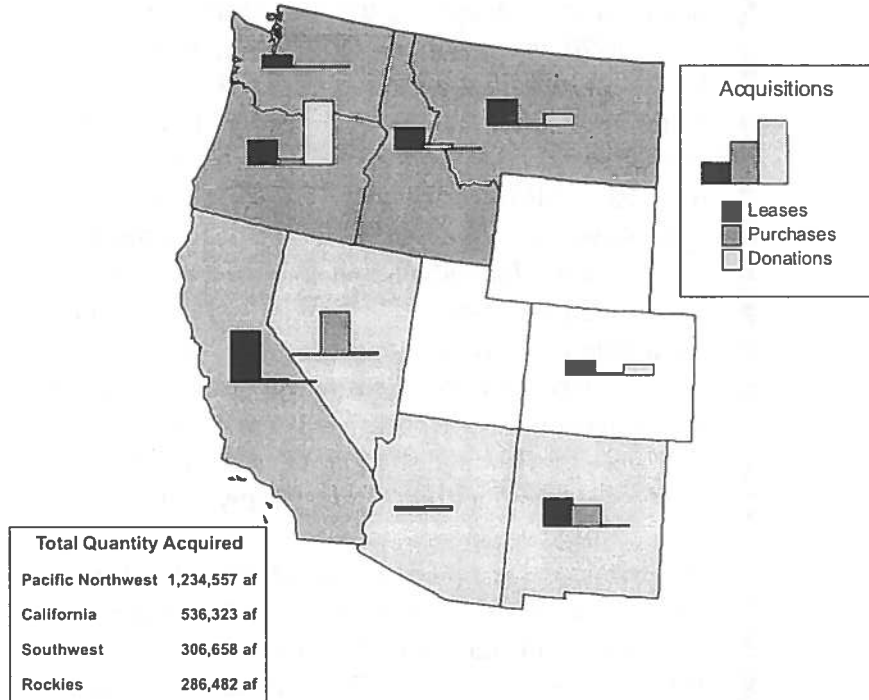 Acquisitions
Leases
Purchases
Donations
Total Quantity Acquired
Pacific Northwest 1,234,557 af
California 536,323 af
Southwest 306,658 af
Rockies 286,482 af